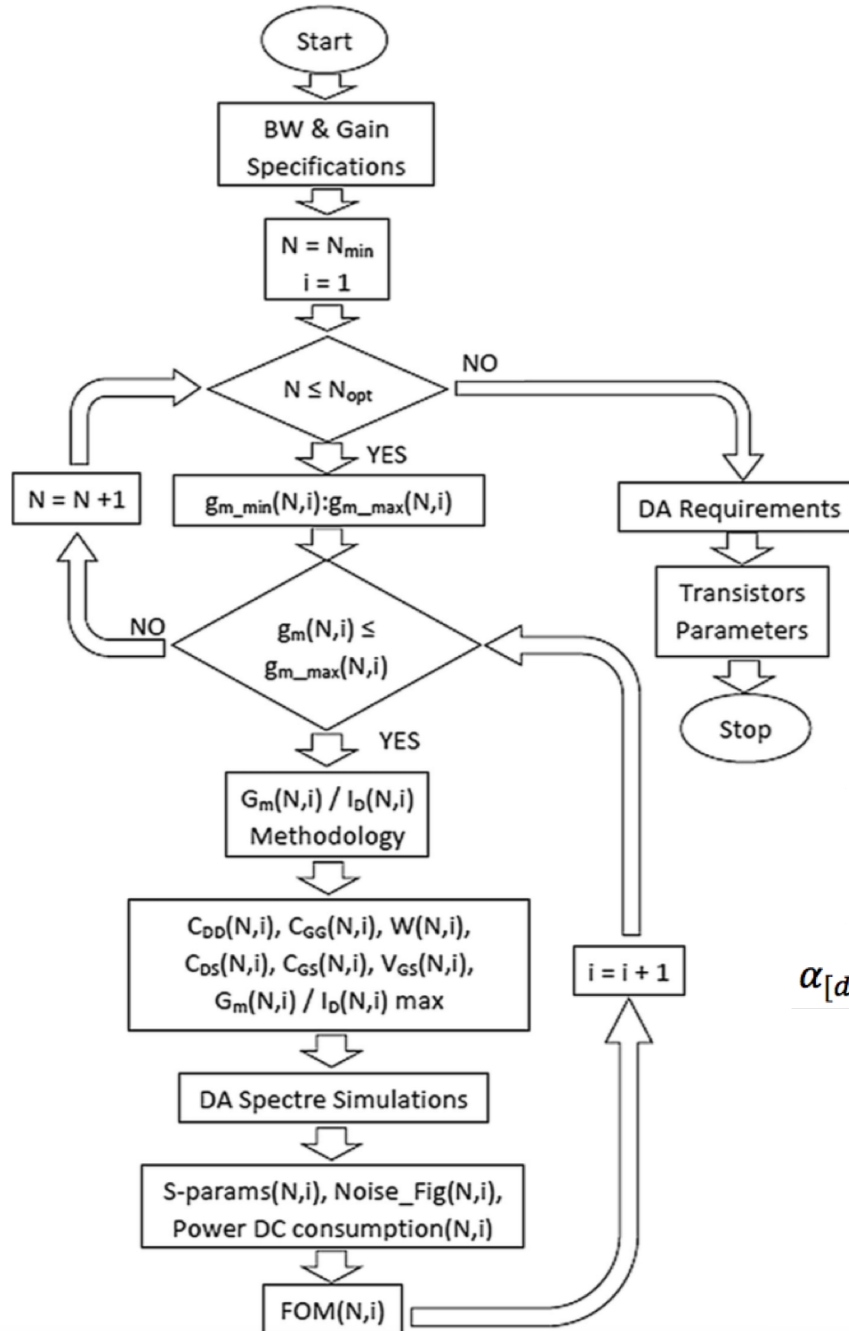 Start
BW & Gain
Specifications
N = Nmin
i = 1
N ≤ Nopt
NO
YES
N = N +1
gm_min(N,i):gm_max(N,i)
DA Requirements
NO
gm(N,i) ≤
gm_max(N,i)
Transistors
Parameters
YES
Stop
Gm(N,i) / ID(N,i)
Methodology
CDD(N,i), CGG(N,i), W(N,i),
CDS(N,i), CGS(N,i), VGS(N,i),
Gm(N,i) / ID(N,i) max
i = i + 1
α[d
DA Spectre Simulations
S-params(N,i), Noise_Fig(N,i),
Power DC consumption(N,i)
FOM(N,i)